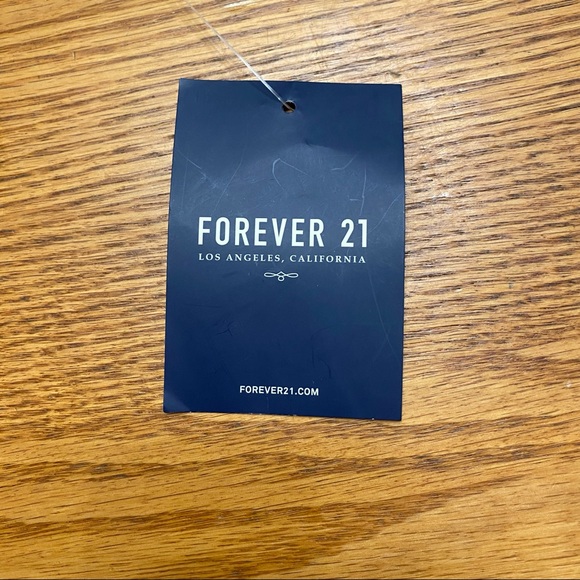 FOREVER 21
LOS ANGELES, CALIFORNIA
FOREVER21.COM